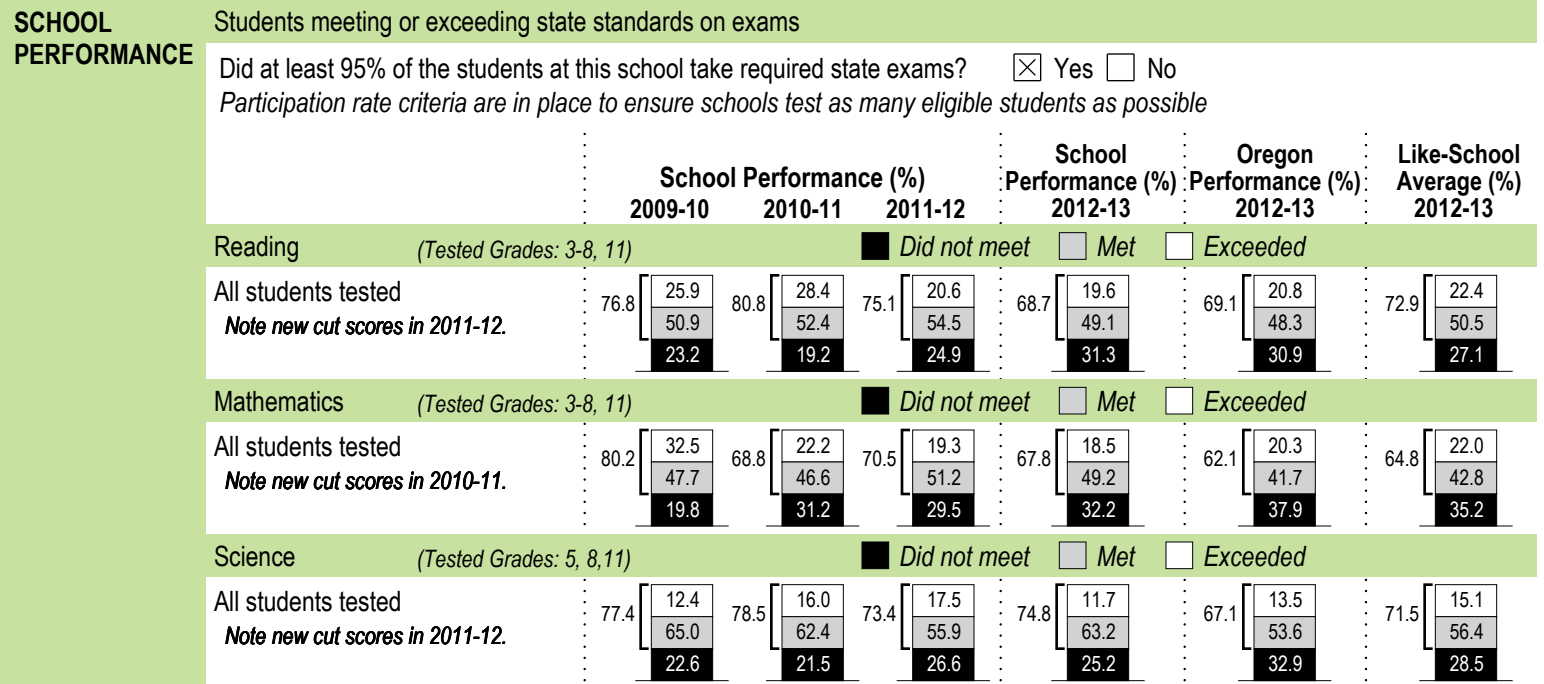 SCHOOL PERFORMANCE
Students meeting or exceeding state standards on exams
Did at least 95% of the students at this school take required state exams? ☒ Yes ☐ No
Participation rate criteria are in place to ensure schools test as many eligible students as possible
School Performance (%)
2009-10 2010-11 2011-12
School Performance (%) 2012-13
Oregon Performance (%) 2012-13
Like-School Average (%) 2012-13
Reading (Tested Grades: 3-8, 11) Did not meet Met Exceeded
All students tested
Note new cut scores in 2011-12.
76.8 25.9 50.9 23.2
80.8 28.4 52.4 19.2
75.1 20.6 54.5 24.9
68.7 19.6 49.1 31.3
69.1 20.8 48.3 30.9
72.9 22.4 50.5 27.1
Mathematics (Tested Grades: 3-8, 11) Did not meet Met Exceeded
All students tested
Note new cut scores in 2010-11.
80.2 32.5 47.7 19.8
68.8 22.2 46.6 31.2
70.5 19.3 51.2 29.5
67.8 18.5 49.2 32.2
62.1 20.3 41.7 37.9
64.8 22.0 42.8 35.2
Science (Tested Grades: 5, 8,11) Did not meet Met Exceeded
All students tested
Note new cut scores in 2011-12.
77.4 12.4 65.0 22.6
78.5 16.0 62.4 21.5
73.4 17.5 55.9 26.6
74.8 11.7 63.2 25.2
67.1 13.5 53.6 32.9
71.5 15.1 56.4 28.5